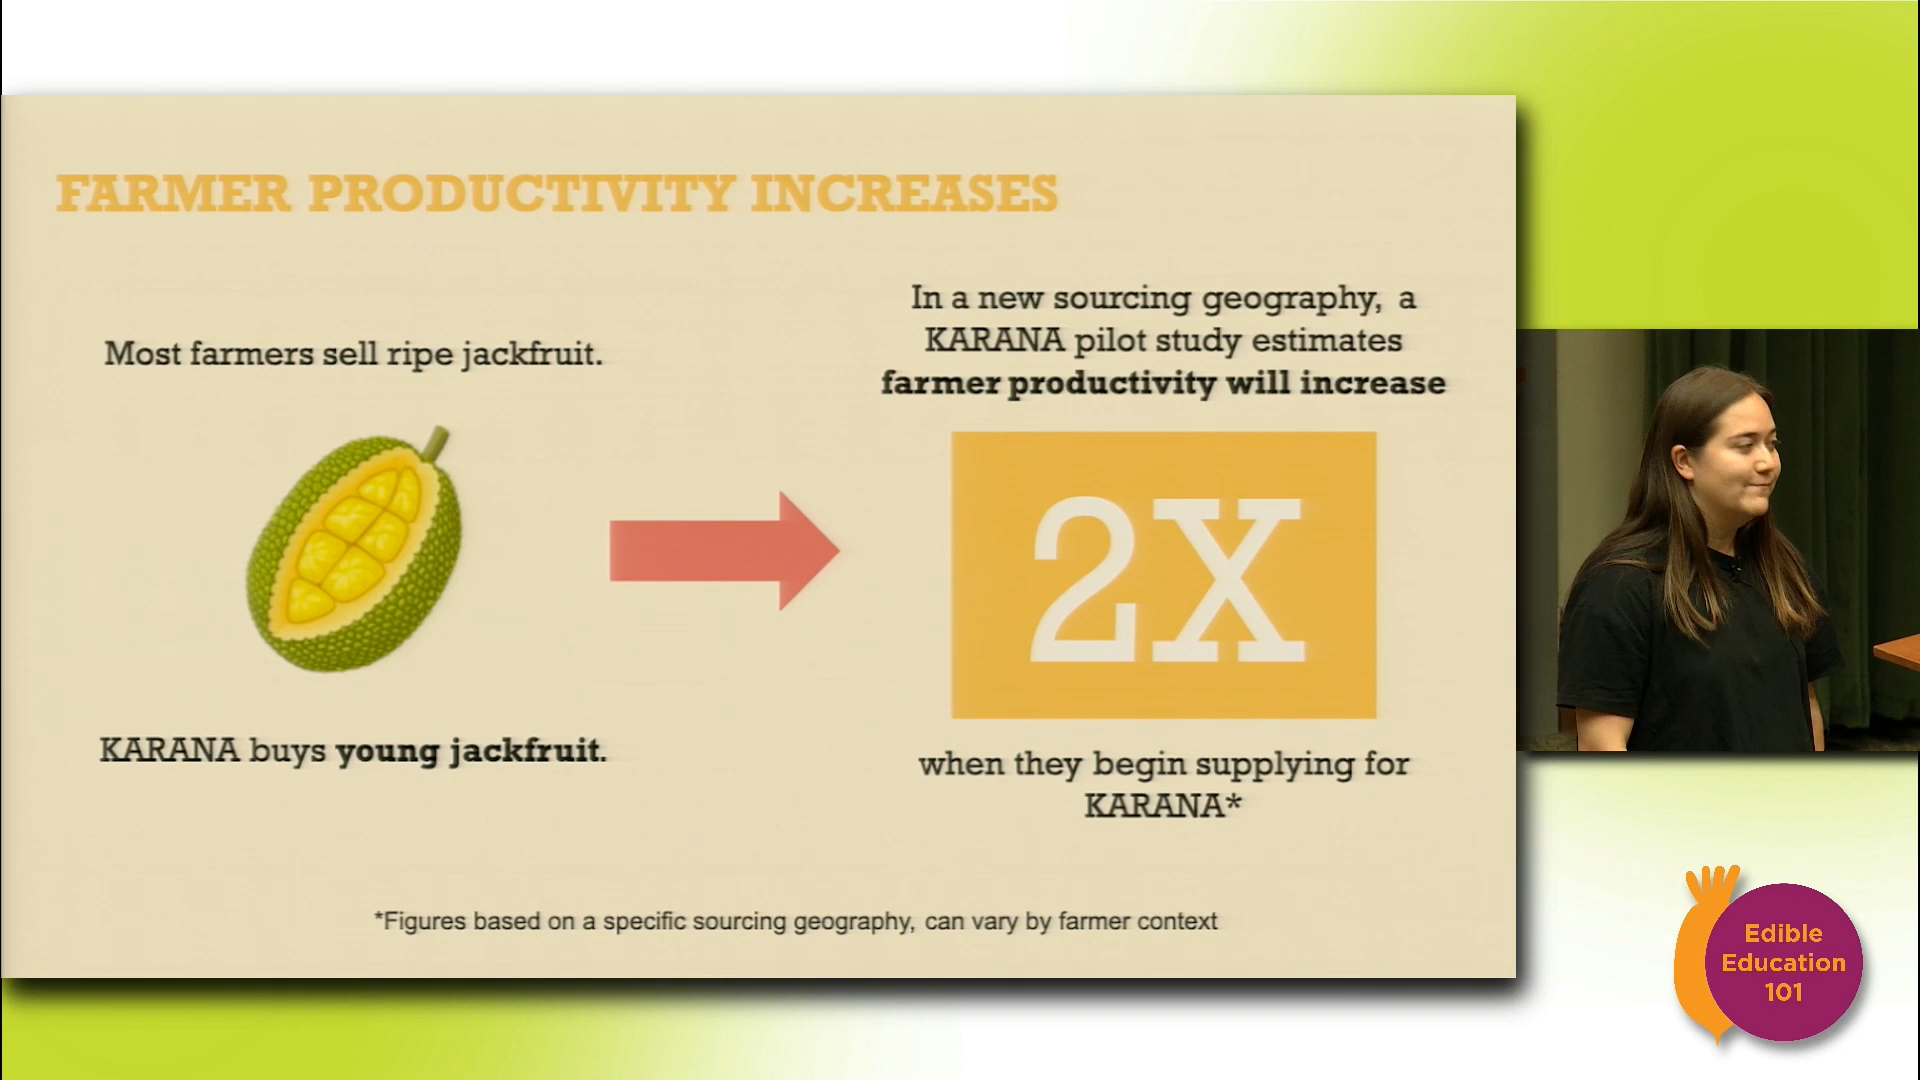 FARMER PRODUCTIVITY INCREASES
Most farmers sell ripe jackfruit.
KARANA buys young jackfruit.
In a new sourcing geography, a
KARANA pilot study estimates
farmer productivity will increase
2X
when they begin supplying for
KARANA*
*Figures based on a specific sourcing geography, can vary by farmer context
Edible
Education
101